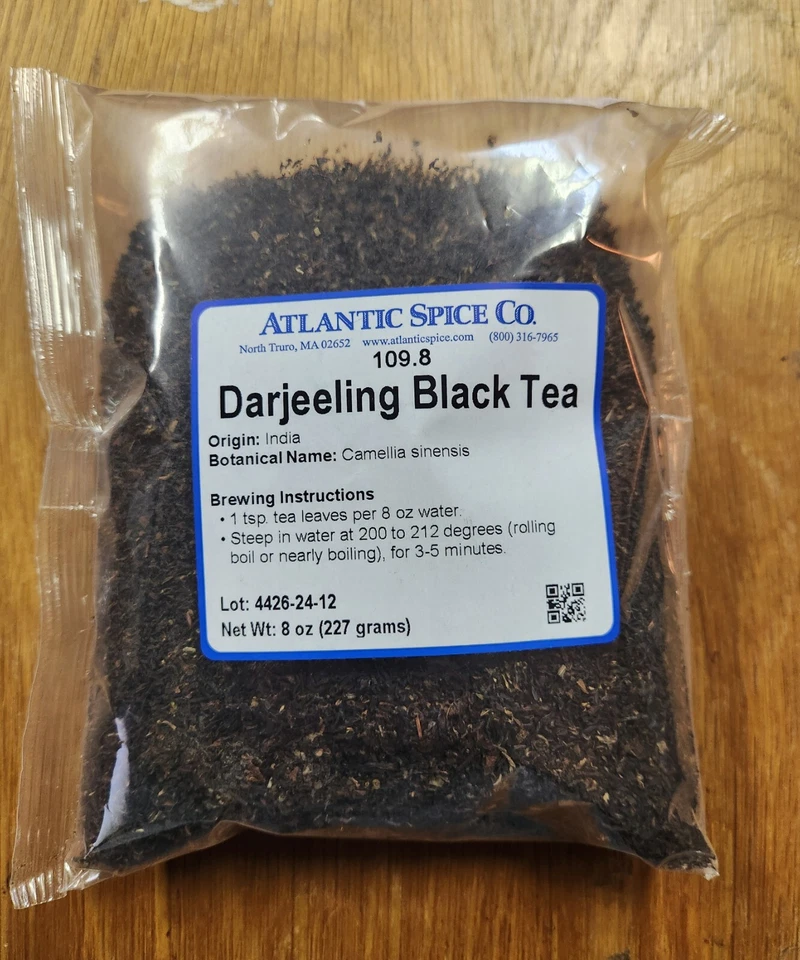 ATLANTIC SPICE CO.
North Truro, MA 02652 www.atlanticspice.com (800) 316-7965
109.8
Darjeeling Black Tea
Origin: India
Botanical Name: Camellia sinensis
Brewing Instructions
• 1 tsp. tea leaves per 8 oz water.
• Steep in water at 200 to 212 degrees (rolling
boil or nearly boiling), for 3-5 minutes.
Lot: 4426-24-12
Net Wt: 8 oz (227 grams)